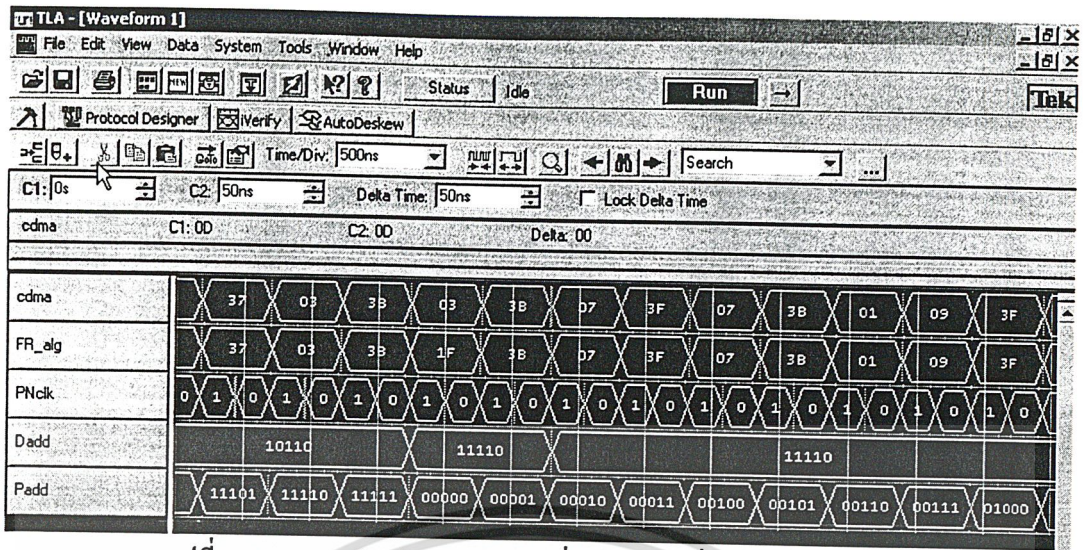 TLA - [Waveform 1]
File Edit View Data System Tools Window Help
Status Idle Run Tek
Protocol Designer iVerify AutoDeskew
Time/Div: 500ns Search ...
C1: 0s C2: 50ns Delta Time: 50ns Lock Delta Time
cdma C1: 0D C2: 0D Delta: 00
cdma 37 03 3B 03 3B 07 3F 07 3B 01 09 3F
FR_alg 37 03 3B 1F 3B 07 3F 07 3B 01 09 3F
PNclk 0 1 0 1 0 1 0 1 0 1 0 1 0 1 0 1 0 1 0 1 0 1 0 1 0
Dadd 10110 11110 11110
Padd 11101 11110 11111 00000 00001 00010 00011 00100 00101 00110 00111 01000